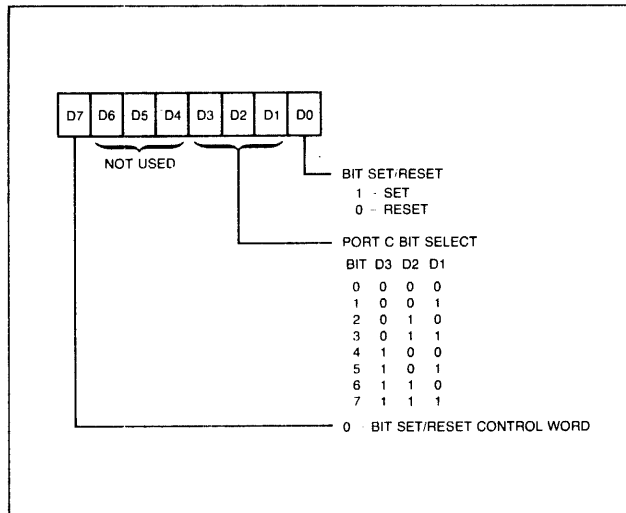 D7 D6 D5 D4 D3 D2 D1 D0
NOT USED
BIT SET/RESET
1 - SET
0 - RESET
PORT C BIT SELECT
BIT D3 D2 D1
0 0 0 0
1 0 0 1
2 0 1 0
3 0 1 1
4 1 0 0
5 1 0 1
6 1 1 0
7 1 1 1
0 - BIT SET/RESET CONTROL WORD